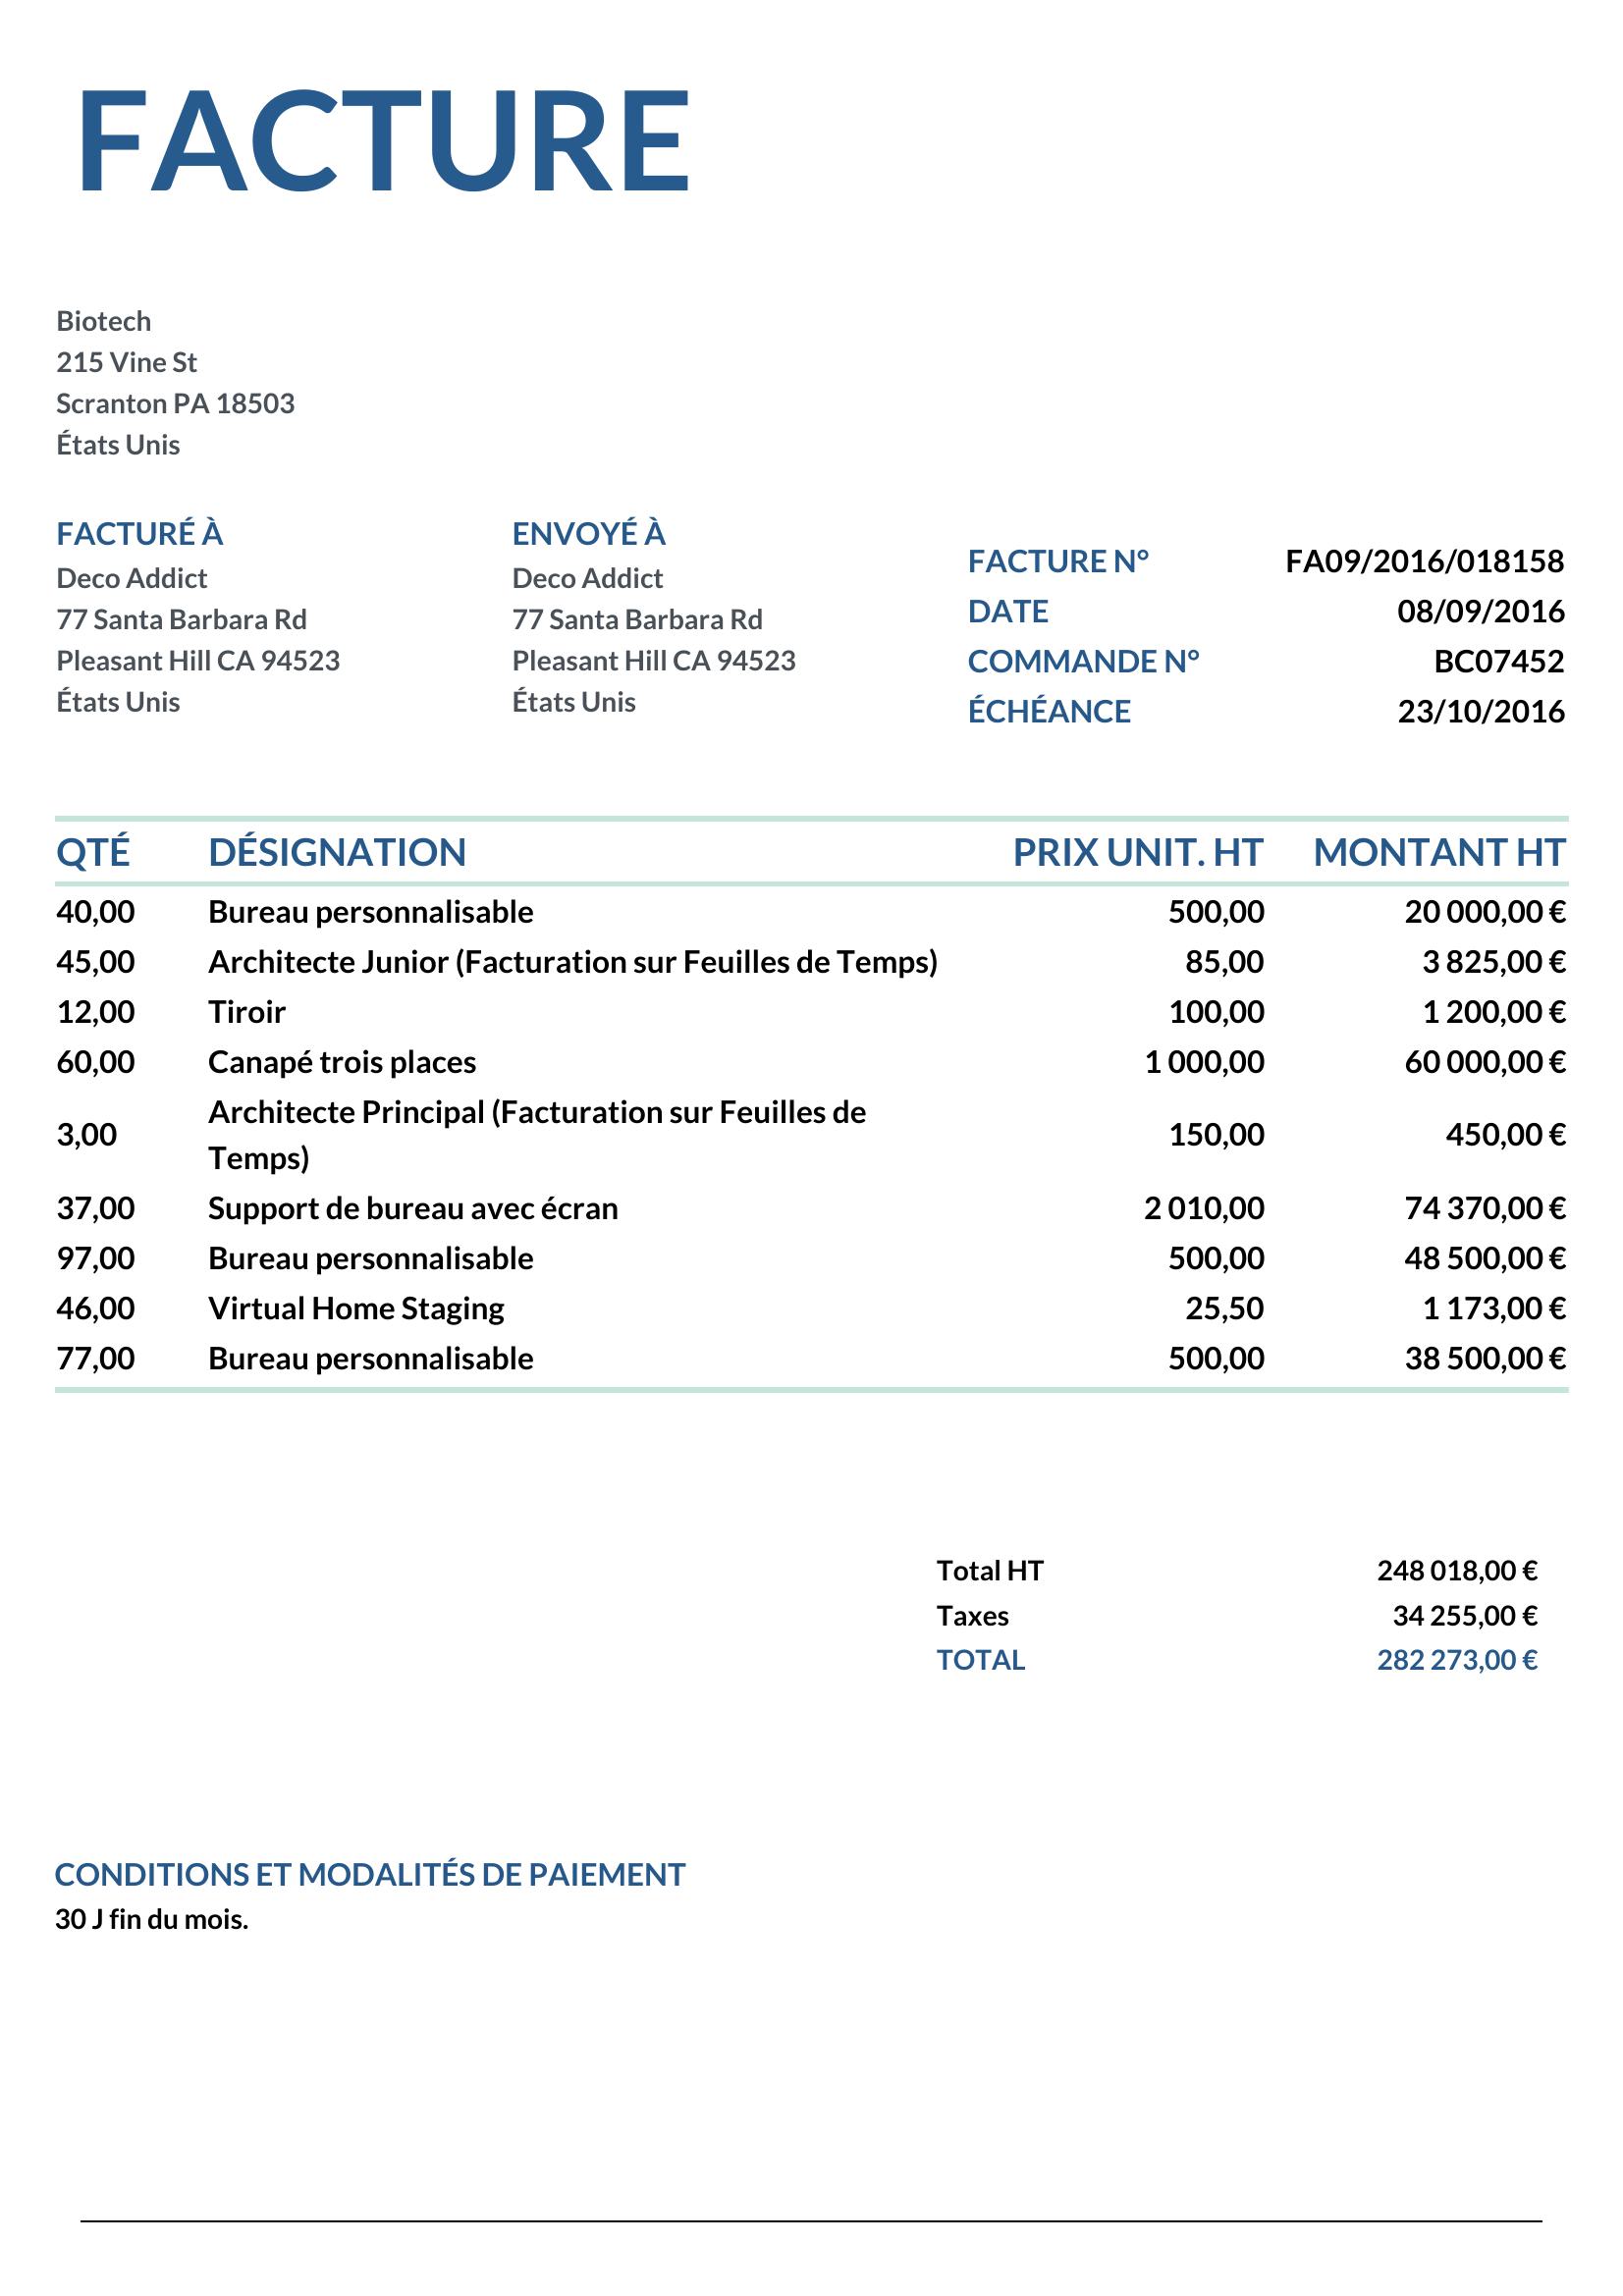 FACTURE
Biotech
215 Vine St
Scranton PA 18503
États Unis
FACTURÉ À
Deco Addict
77 Santa Barbara Rd
Pleasant Hill CA 94523
États Unis
ENVOYÉ À
Deco Addict
77 Santa Barbara Rd
Pleasant Hill CA 94523
États Unis
FACTURE N° FA09/2016/018158
DATE 08/09/2016
COMMANDE N° BC07452
ÉCHÉANCE 23/10/2016
QTÉ DÉSIGNATION PRIX UNIT. HT MONTANT HT
40,00 Bureau personnalisable 500,00 20 000,00 €
45,00 Architecte Junior (Facturation sur Feuilles de Temps) 85,00 3 825,00 €
12,00 Tiroir 100,00 1 200,00 €
60,00 Canapé trois places 1 000,00 60 000,00 €
3,00 Architecte Principal (Facturation sur Feuilles de
Temps) 150,00 450,00 €
37,00 Support de bureau avec écran 2 010,00 74 370,00 €
97,00 Bureau personnalisable 500,00 48 500,00 €
46,00 Virtual Home Staging 25,50 1 173,00 €
77,00 Bureau personnalisable 500,00 38 500,00 €
Total HT 248 018,00 €
Taxes 34 255,00 €
TOTAL 282 273,00 €
CONDITIONS ET MODALITÉS DE PAIEMENT
30 J fin du mois.